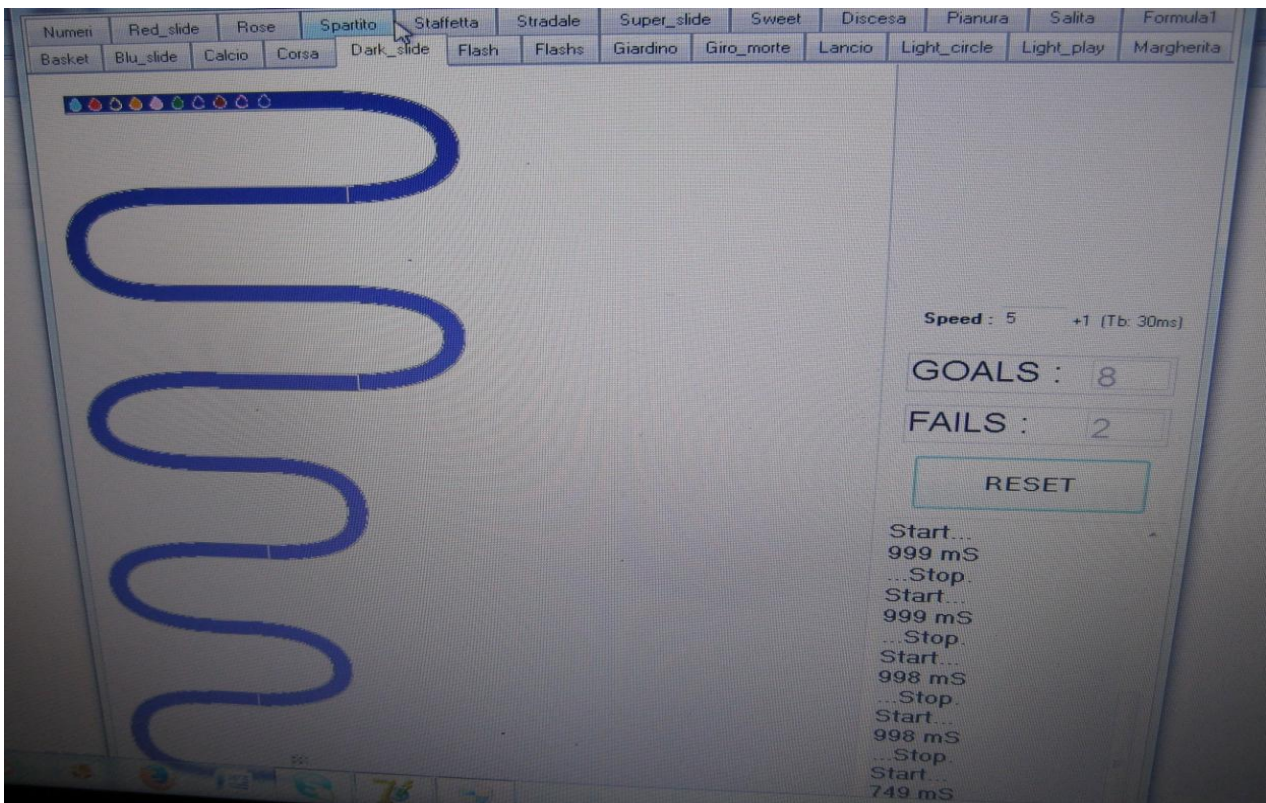 Numeri Red_slide Rose Spartito Staffetta Stradale Super_slide Sweet Discesa Pianura Salita Formula1
Basket Blu_slide Calcio Corsa Dark_slide Flash Flashs Giardino Giro_morte Lancio Light_circle Light_play Margherita
Speed : 5 +1 (Tb: 30ms)
GOALS : 8
FAILS : 2
RESET
Start...
999 mS
...Stop.
Start...
999 mS
...Stop.
Start...
998 mS
...Stop.
Start...
998 mS
...Stop.
Start...
749 mS